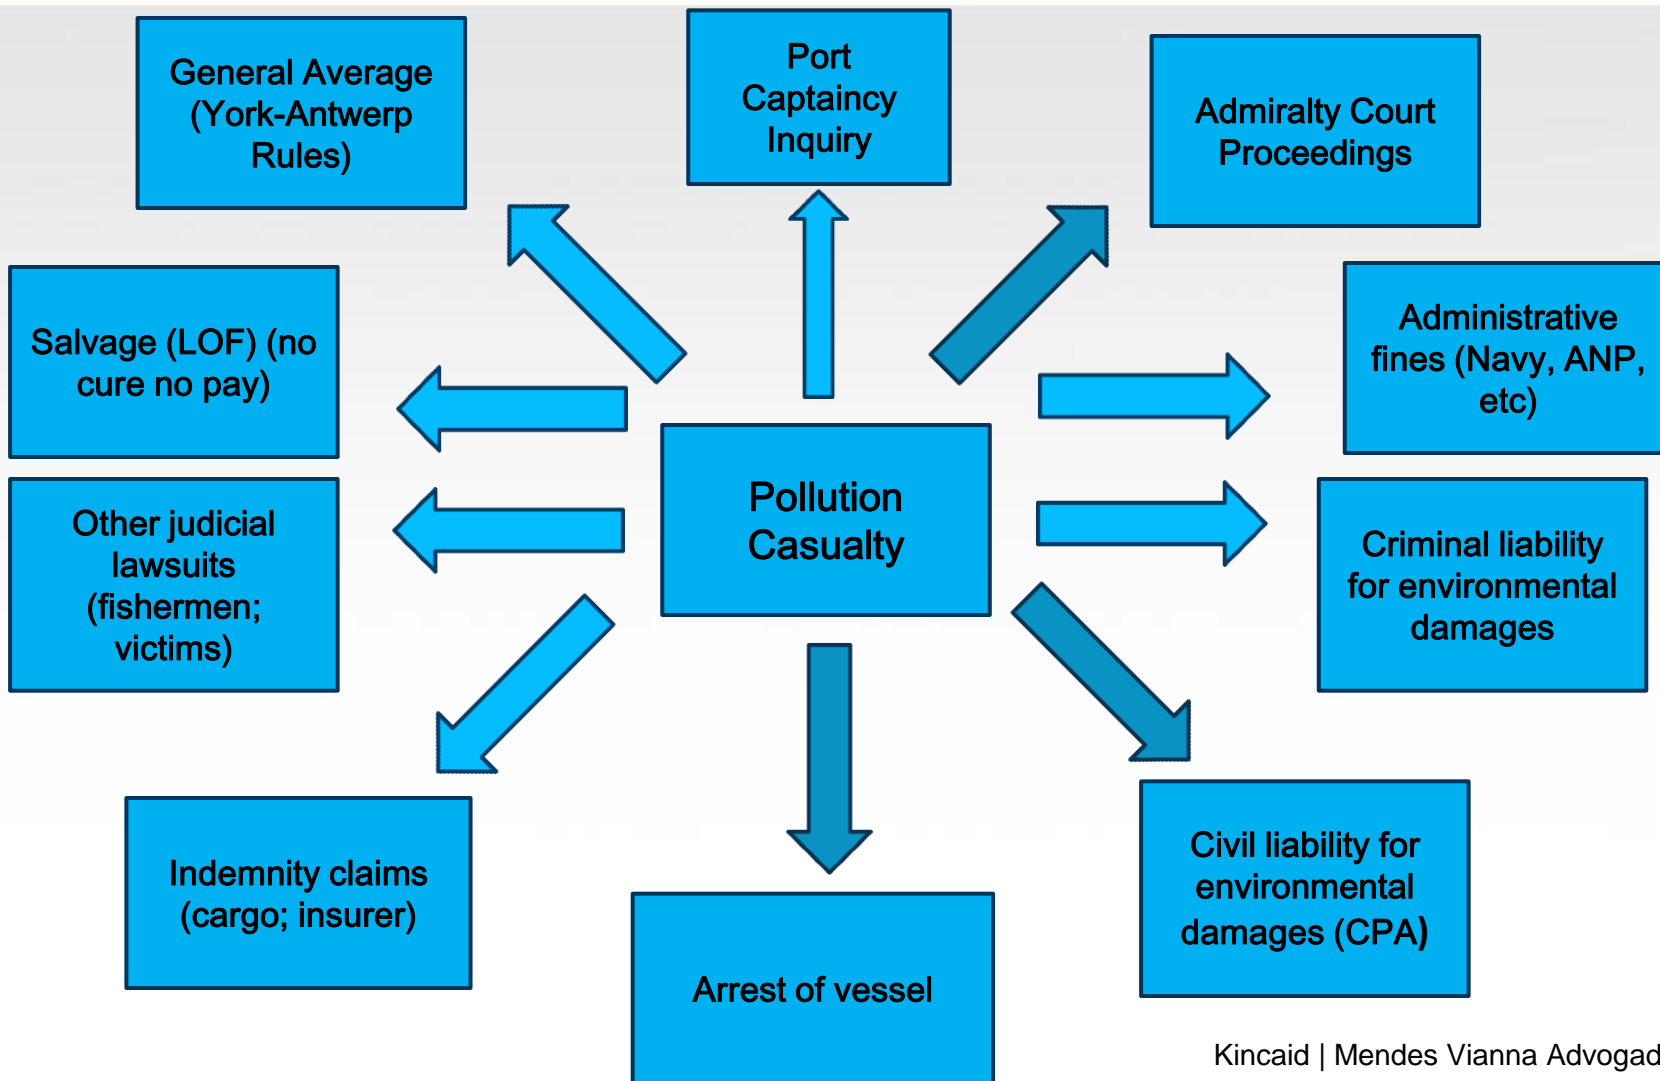 General Average
(York-Antwerp
Rules)
Port
Captaincy
Inquiry
Admiralty Court
Proceedings
Salvage (LOF) (no
cure no pay)
Administrative
fines (Navy, ANP,
etc)
Other judicial
lawsuits
(fishermen;
victims)
Pollution
Casualty
Criminal liability
for environmental
damages
Indemnity claims
(cargo; insurer)
Arrest of vessel
Civil liability for
environmental
damages (CPA)
Kincaid | Mendes Vianna Advogad